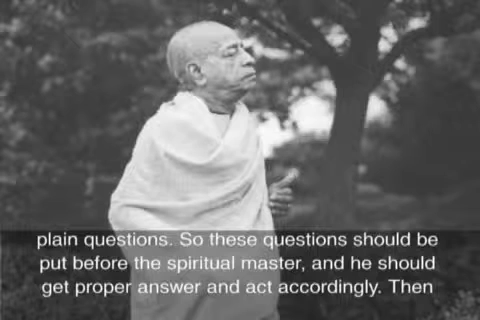 plain questions. So these questions should be
put before the spiritual master, and he should
get proper answer and act accordingly. Then